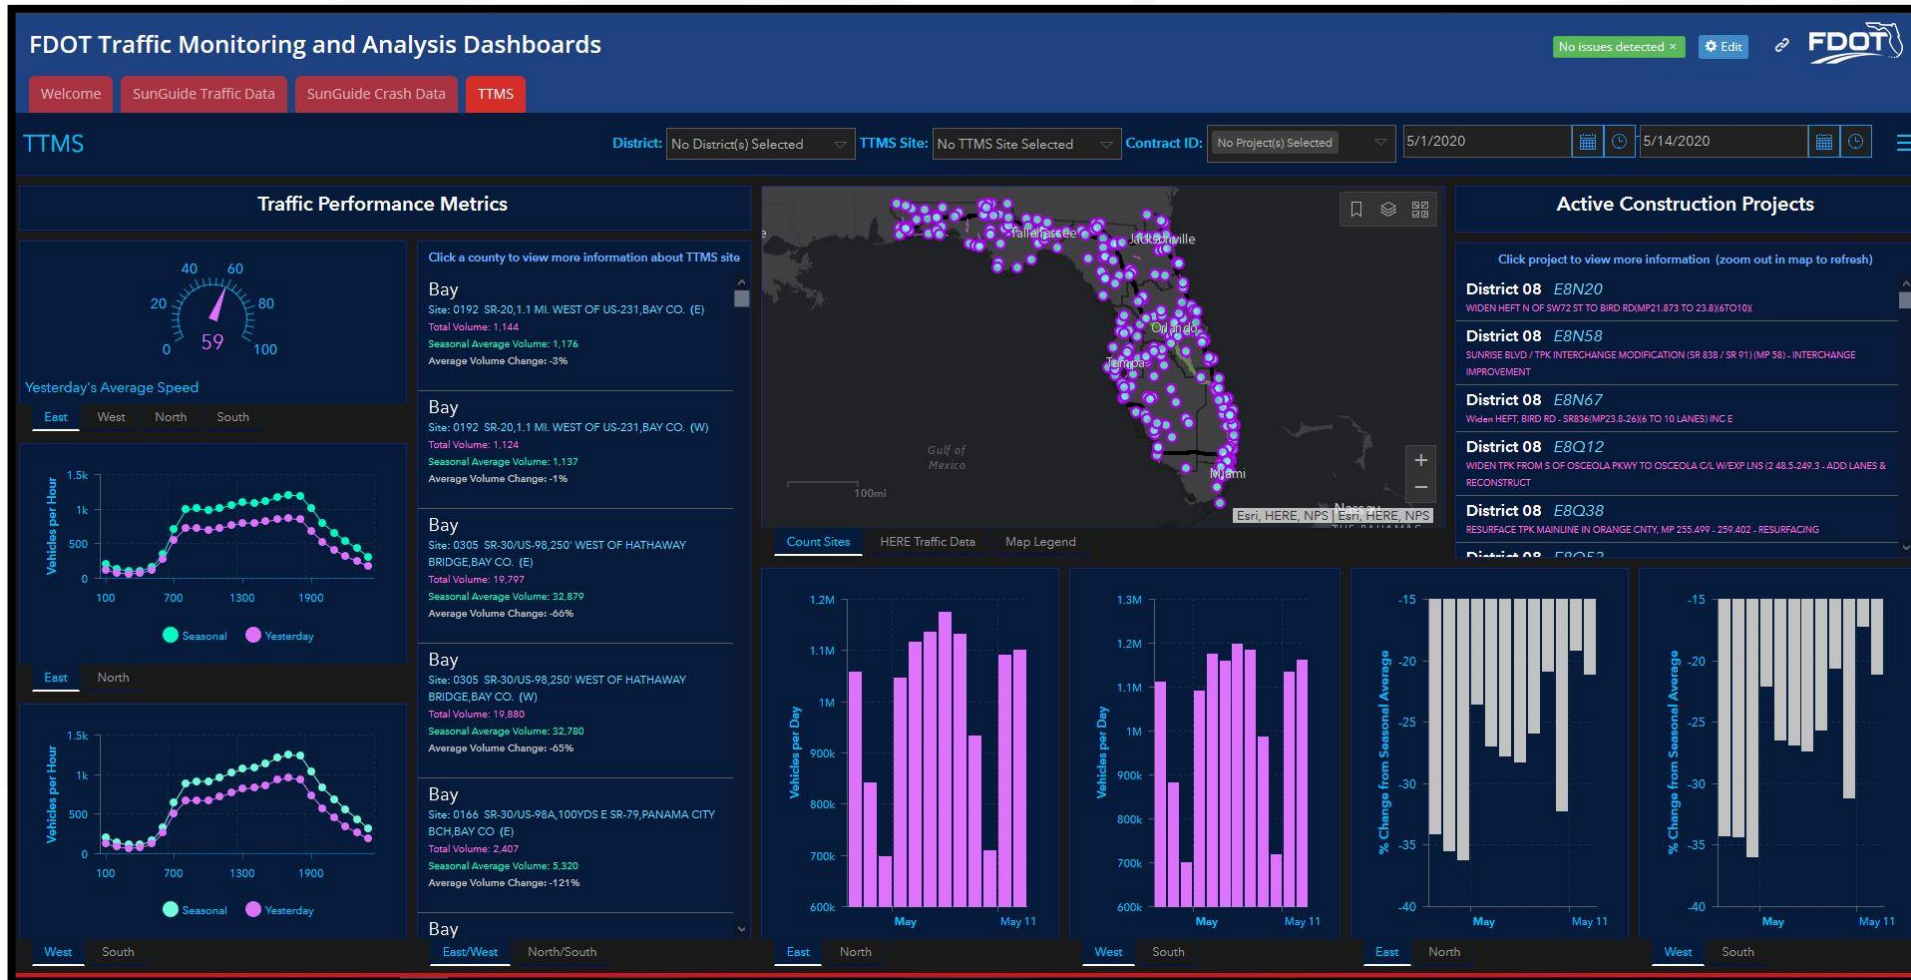 FDOT Traffic Monitoring and Analysis Dashboards
No issues detected ×
Edit
FDOT
Welcome
SunGuide Traffic Data
SunGuide Crash Data
TTMS
TTMS
District: No District(s) Selected
TTMS Site: No TTMS Site Selected
Contract ID: No Project(s) Selected
5/1/2020
5/14/2020
Traffic Performance Metrics
0
20
40
60
80
100
59
Yesterday's Average Speed
East West North South
Vehicles per Hour
1.5k
1k
500
0
100 700 1300 1900
Seasonal Yesterday
East North
Vehicles per Hour
1.5k
1k
500
0
100 700 1300 1900
Seasonal Yesterday
West South
Click a county to view more information about TTMS site
Bay
Site: 0192 SR-20,1.1 MI. WEST OF US-231,BAY CO. (E)
Total Volume: 1,144
Seasonal Average Volume: 1,176
Average Volume Change: -3%
Bay
Site: 0192 SR-20,1.1 MI. WEST OF US-231,BAY CO. (W)
Total Volume: 1,124
Seasonal Average Volume: 1,137
Average Volume Change: -1%
Bay
Site: 0305 SR-30/US-98,250' WEST OF HATHAWAY
BRIDGE,BAY CO. (E)
Total Volume: 19,797
Seasonal Average Volume: 32,879
Average Volume Change: -66%
Bay
Site: 0305 SR-30/US-98,250' WEST OF HATHAWAY
BRIDGE,BAY CO. (W)
Total Volume: 19,880
Seasonal Average Volume: 32,780
Average Volume Change: -65%
Bay
Site: 0166 SR-30/US-98A,100YDS E SR-79,PANAMA CITY
BCH,BAY CO (E)
Total Volume: 2,407
Seasonal Average Volume: 5,320
Average Volume Change: -121%
Bay
East/West North/South
Tallahassee
Jacksonville
Orlando
Tampa
Gulf of
Mexico
Miami
100mi
Nassau
THE BAHAMAS
+
−
Esri, HERE, NPS | Esri, HERE, NPS
Count Sites HERE Traffic Data Map Legend
Active Construction Projects
Click project to view more information (zoom out in map to refresh)
District 08 E8N20
WIDEN HEFT N OF SW72 ST TO BIRD RD(MP21.873 TO 23.8)(6TO10)(
District 08 E8N58
SUNRISE BLVD / TPK INTERCHANGE MODIFICATION (SR 838 / SR 91) (MP 58) - INTERCHANGE
IMPROVEMENT
District 08 E8N67
Widen HEFT, BIRD RD - SR836(MP23.8-26)(6 TO 10 LANES) INC E
District 08 E8Q12
WIDEN TPK FROM S OF OSCEOLA PKWY TO OSCEOLA C/L W/EXP LNS (2 48.5-249.3 - ADD LANES &
RECONSTRUCT
District 08 E8Q38
RESURFACE TPK MAINLINE IN ORANGE CNTY, MP 255.499 - 259.402 - RESURFACING
District 08
Vehicles per Day
1.2M
1.1M
1M
900k
800k
700k
600k
May May 11
East North
Vehicles per Day
1.3M
1.2M
1.1M
1M
900k
800k
700k
600k
May May 11
West South
% Change from Seasonal Average
-15
-20
-25
-30
-35
-40
May May 11
East North
% Change from Seasonal Average
-15
-20
-25
-30
-35
-40
May May 11
West South